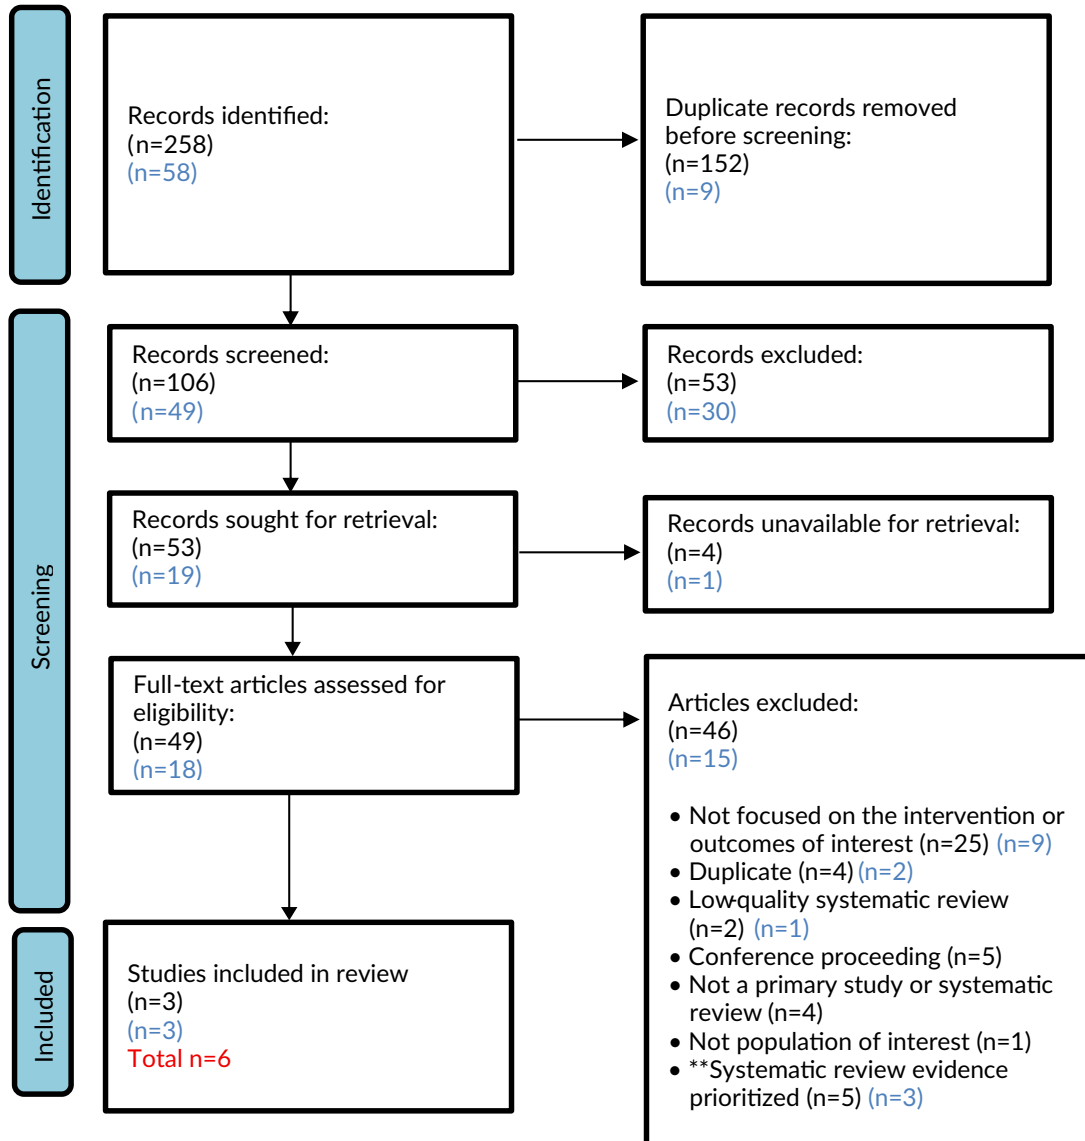 Identification
Records identified:
(n=258)
(n=58)
Duplicate records removed
before screening:
(n=152)
(n=9)
Screening
Records screened:
(n=106)
(n=49)
Records excluded:
(n=53)
(n=30)
Records sought for retrieval:
(n=53)
(n=19)
Records unavailable for retrieval:
(n=4)
(n=1)
Full-text articles assessed for
eligibility:
(n=49)
(n=18)
Articles excluded:
(n=46)
(n=15)
• Not focused on the intervention or
outcomes of interest (n=25) (n=9)
• Duplicate (n=4) (n=2)
• Low-quality systematic review
(n=2) (n=1)
• Conference proceeding (n=5)
• Not a primary study or systematic
review (n=4)
• Not population of interest (n=1)
• **Systematic review evidence
prioritized (n=5) (n=3)
Included
Studies included in review
(n=3)
(n=3)
Total n=6